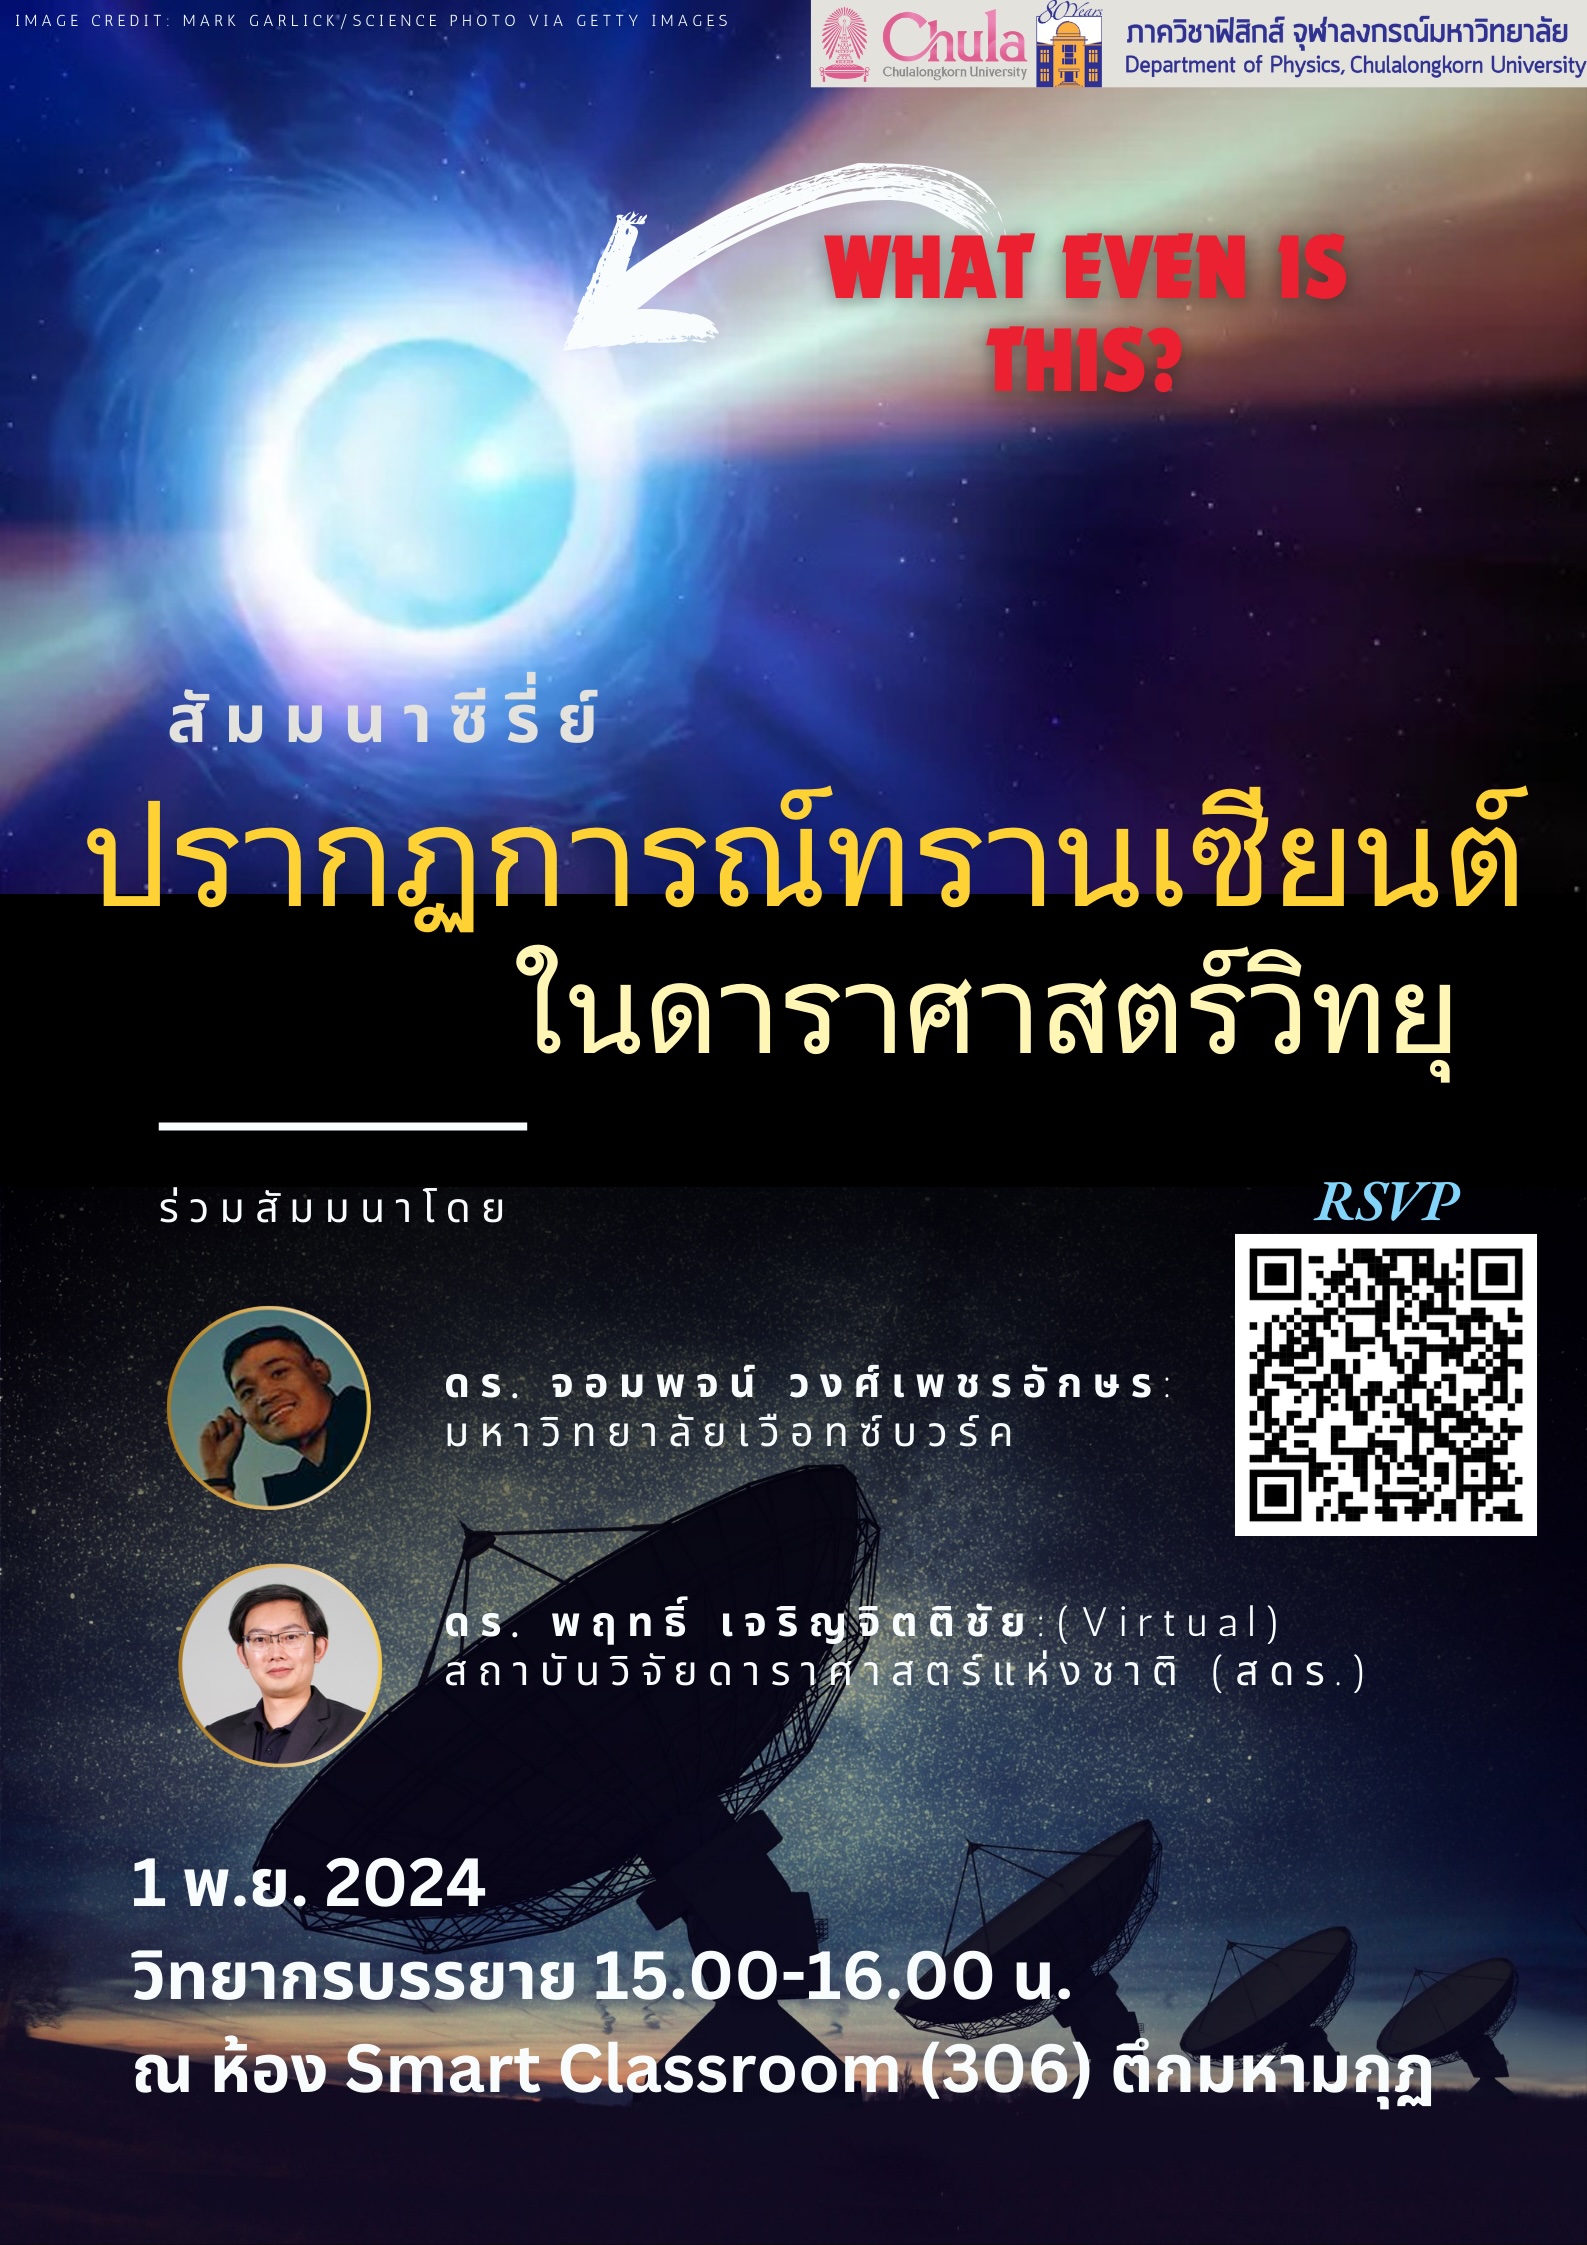 IMAGE CREDIT: MARK GARLICK/SCIENCE PHOTO VIA GETTY IMAGES
Chula
Chulalongkorn University
80 Years
ภาควิชาฟิสิกส์ จุฬาลงกรณ์มหาวิทยาลัย
Department of Physics, Chulalongkorn University
WHAT EVEN IS
THIS?
สัมมนาซีรี่ย์
ปรากฏการณ์ทรานเซียนต์
ในดาราศาสตร์วิทยุ
ร่วมสัมมนาโดย
RSVP
ดร. จอมพจน์ วงศ์เพชรอักษร:
มหาวิทยาลัยเวือทซ์บวร์ค
ดร. พฤทธิ์ เจริญจิตติชัย:(Virtual)
สถาบันวิจัยดาราศาสตร์แห่งชาติ (สดร.)
1 พ.ย. 2024
วิทยากรบรรยาย 15.00-16.00 น.
ณ ห้อง Smart Classroom (306) ตึกมหามกุฏ